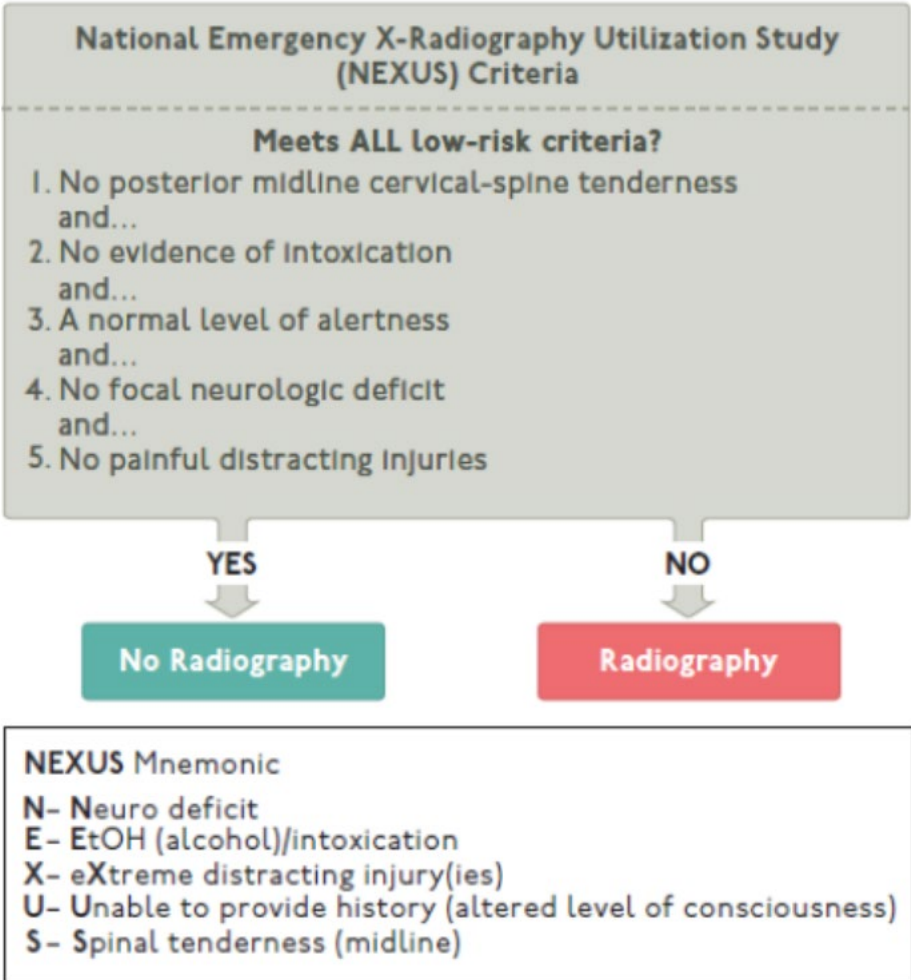 National Emergency X-Radiography Utilization Study
(NEXUS) Criteria
Meets ALL low-risk criteria?
1. No posterior midline cervical-spine tenderness
and...
2. No evidence of intoxication
and...
3. A normal level of alertness
and...
4. No focal neurologic deficit
and...
5. No painful distracting injuries
YES
NO
No Radiography
Radiography
NEXUS Mnemonic
N- Neuro deficit
E- EtOH (alcohol)/intoxication
X- eXtreme distracting injury(ies)
U- Unable to provide history (altered level of consciousness)
S- Spinal tenderness (midline)